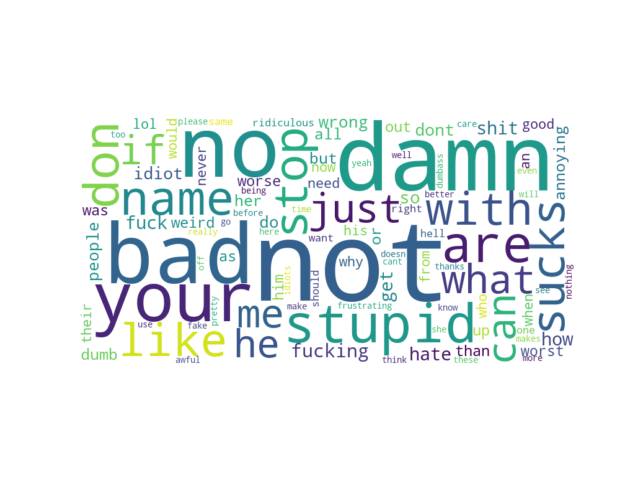 lol
please
same
ridiculous
wrong
out
dont
care
shit
an
good
don
too
if
would
no
stop
all
yeah
damn
well
dumbass
even
annoying
idiot
never
worse
being
but
now
need
better
will
was
name
her
before
just
so
right
with
sucks
people
fuck
weird
go
do
time
here
his
or
hell
are
really
as
want
bad
not
why
doesn
cant
from
thanks
what
nothing
off
him
idiots
get
frustrating
see
their
your
me
make
should
know
who
can
when
one
use
fake
pretty
stupid
she
up
makes
how
like
he
dumb
fucking
hate
than
worst
awful
think
these
more